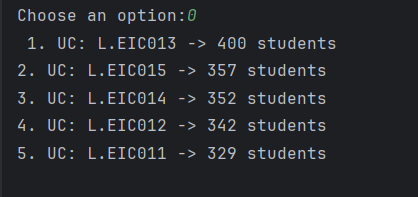 Choose an option:0
1. UC: L.EIC013 -> 400 students
2. UC: L.EIC015 -> 357 students
3. UC: L.EIC014 -> 352 students
4. UC: L.EIC012 -> 342 students
5. UC: L.EIC011 -> 329 students